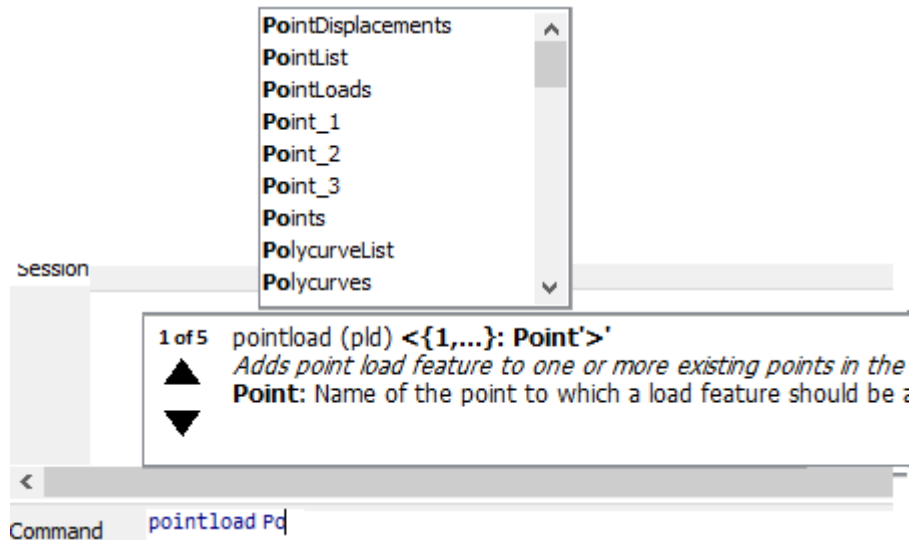 PointDisplacements
PointList
PointLoads
Point_1
Point_2
Point_3
Points
PolycurveList
Polycurves
Session
1 of 5 pointload (pld) <{1,...}: Point'>'
Adds point load feature to one or more existing points in the
Point: Name of the point to which a load feature should be a
Command pointload Po